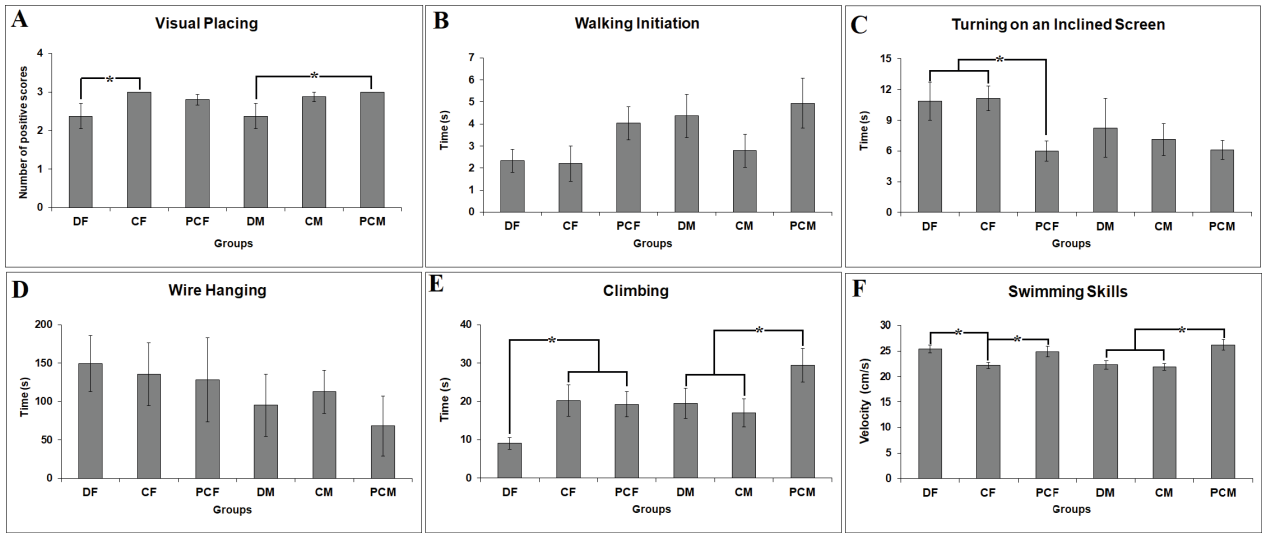 A
Visual Placing
Number of positive scores
4
3
2
1
0
*
*
DF CF PCF DM CM PCM
Groups
B
Walking Initiation
Time (s)
7
6
5
4
3
2
1
0
DF CF PCF DM CM PCM
Groups
C
Turning on an Inclined Screen
Time (s)
15
12
9
6
3
0
*
DF CF PCF DM CM PCM
Groups
D
Wire Hanging
Time (s)
200
150
100
50
0
DF CF PCF DM CM PCM
Groups
E
Climbing
Time (s)
40
30
20
10
0
*
*
DF CF PCF DM CM PCM
Groups
F
Swimming Skills
Velocity (cm/s)
30
25
20
15
10
5
0
*
*
*
DF CF PCF DM CM PCM
Groups